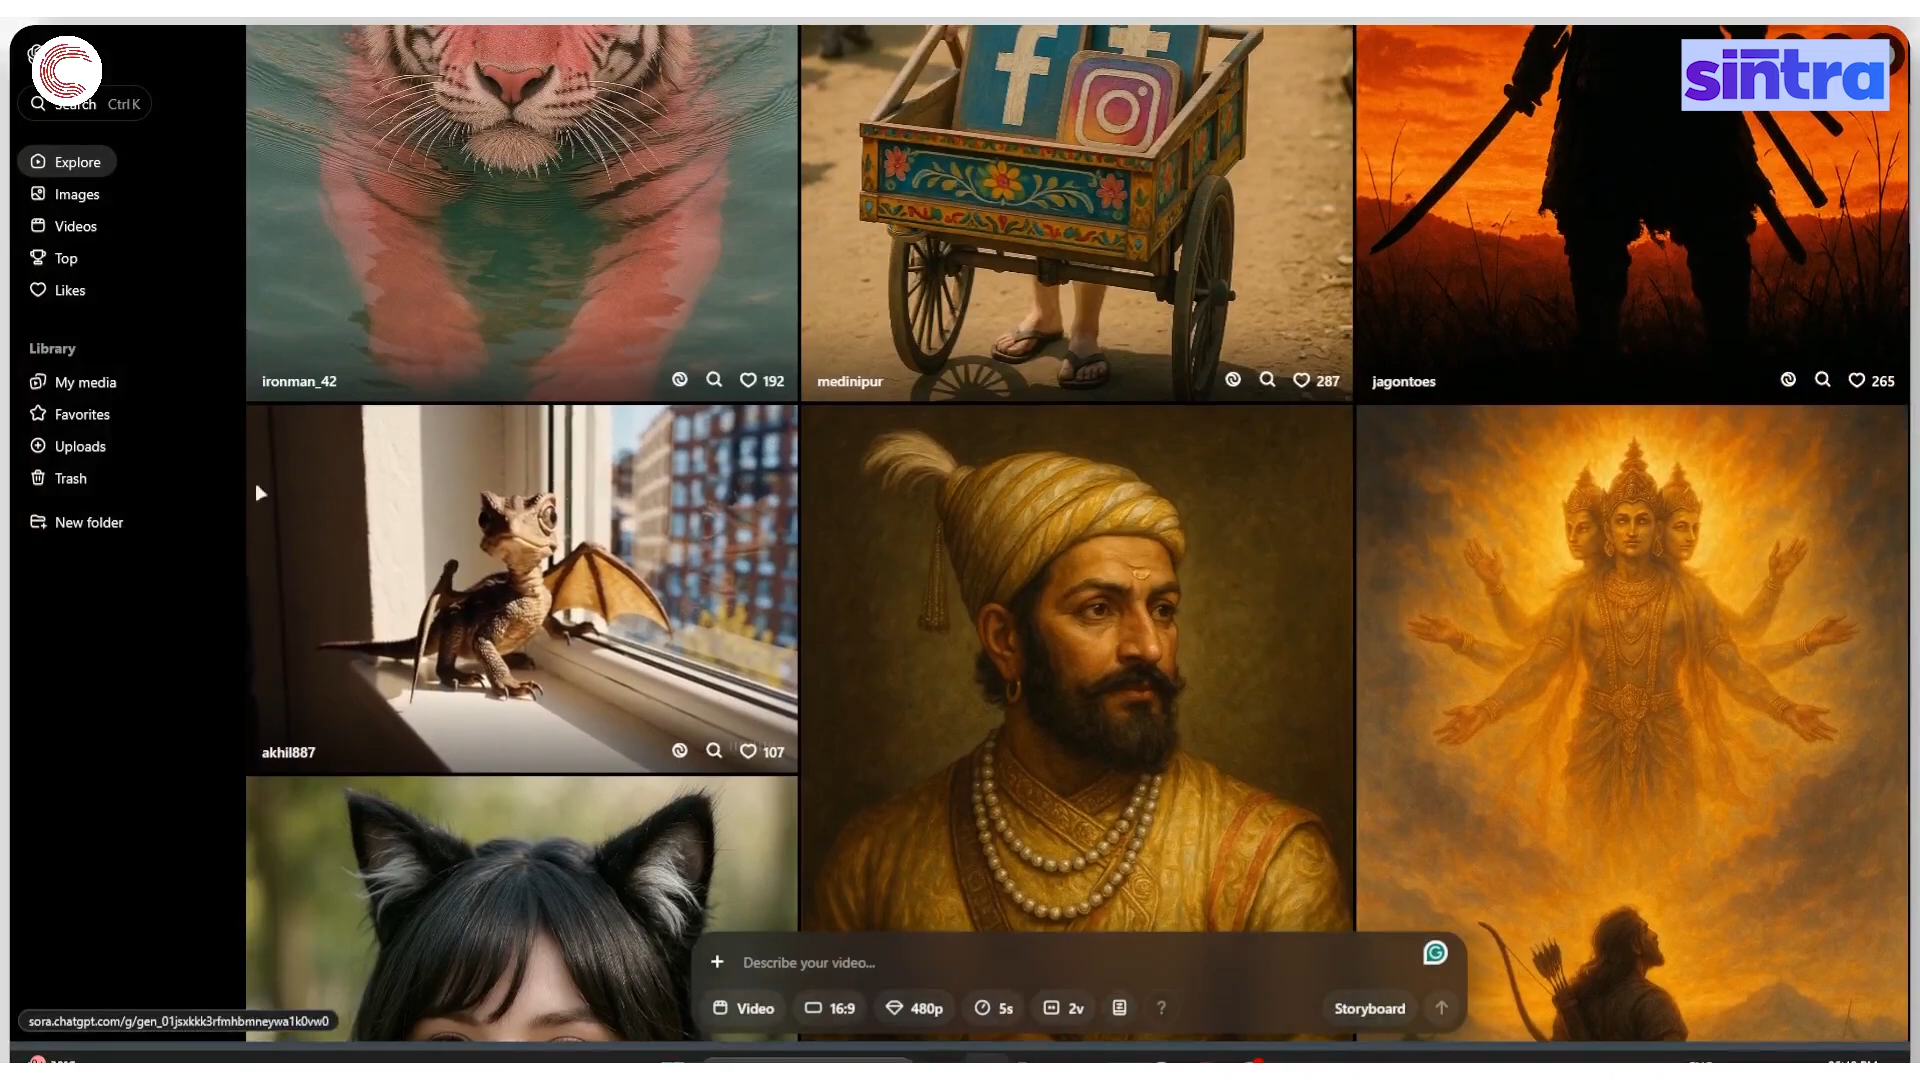 sintra
Search Ctrl K
Explore
Images
Videos
Top
Likes
Library
My media
Favorites
Uploads
Trash
New folder
ironman_42 192
medinipur 287
jagontoes 265
akhil887 107
Describe your video...
Video 16:9 480p 5s 2v ? Storyboard
sora.chatgpt.com/g/gen_01jsxkkk3rfmhbmneywa1k0vw0